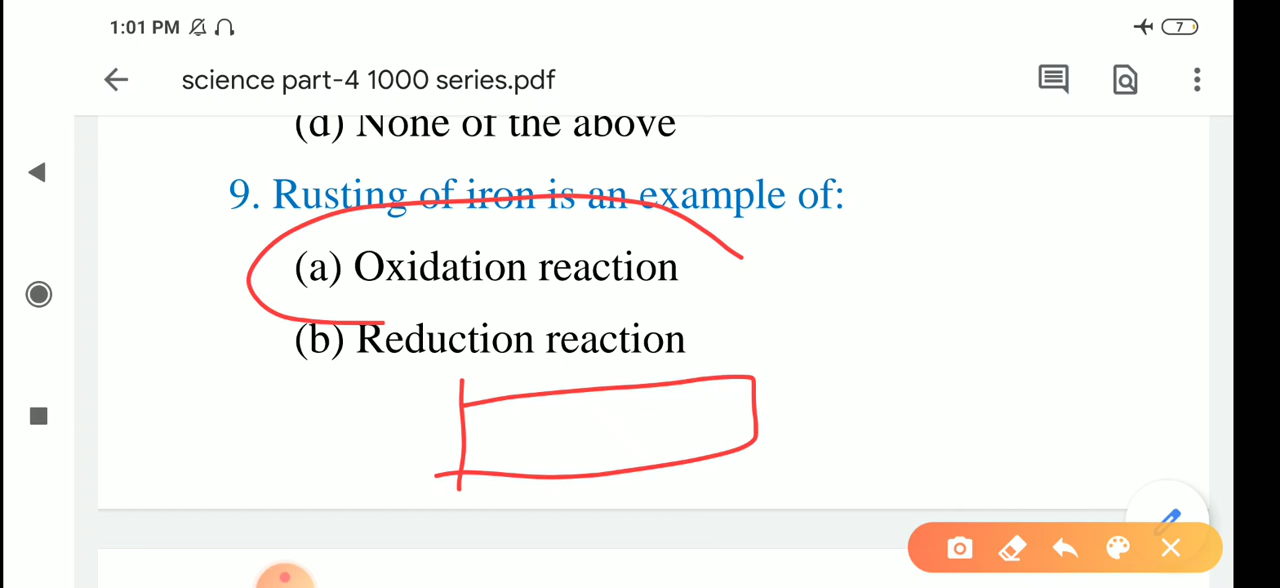 1:01 PM
7
science part-4 1000 series.pdf
(d) None of the above
9. Rusting of iron is an example of:
(a) Oxidation reaction
(b) Reduction reaction